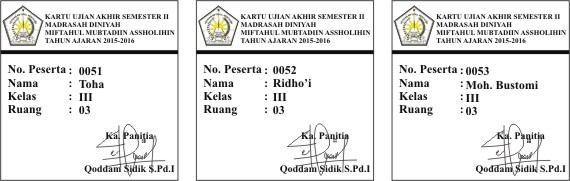 KARTU UJIAN AKHIR SEMESTER II
MADRASAH DINIYAH
MIFTAHUL MUBTADIIN ASSHOLIHIN
TAHUN AJARAN 2015-2016
No. Peserta : 0051
Nama : Toha
Kelas : III
Ruang : 03
Ka. Panitia
Qoddam Sidik S.Pd.I
KARTU UJIAN AKHIR SEMESTER II
MADRASAH DINIYAH
MIFTAHUL MUBTADIIN ASSHOLIHIN
TAHUN AJARAN 2015-2016
No. Peserta : 0052
Nama : Ridho'i
Kelas : III
Ruang : 03
Ka. Panitia
Qoddam Sidik S.Pd.I
KARTU UJIAN AKHIR SEMESTER II
MADRASAH DINIYAH
MIFTAHUL MUBTADIIN ASSHOLIHIN
TAHUN AJARAN 2015-2016
No. Peserta : 0053
Nama : Moh. Bustomi
Kelas : III
Ruang : 03
Ka. Panitia
Qoddam Sidik S.Pd.I